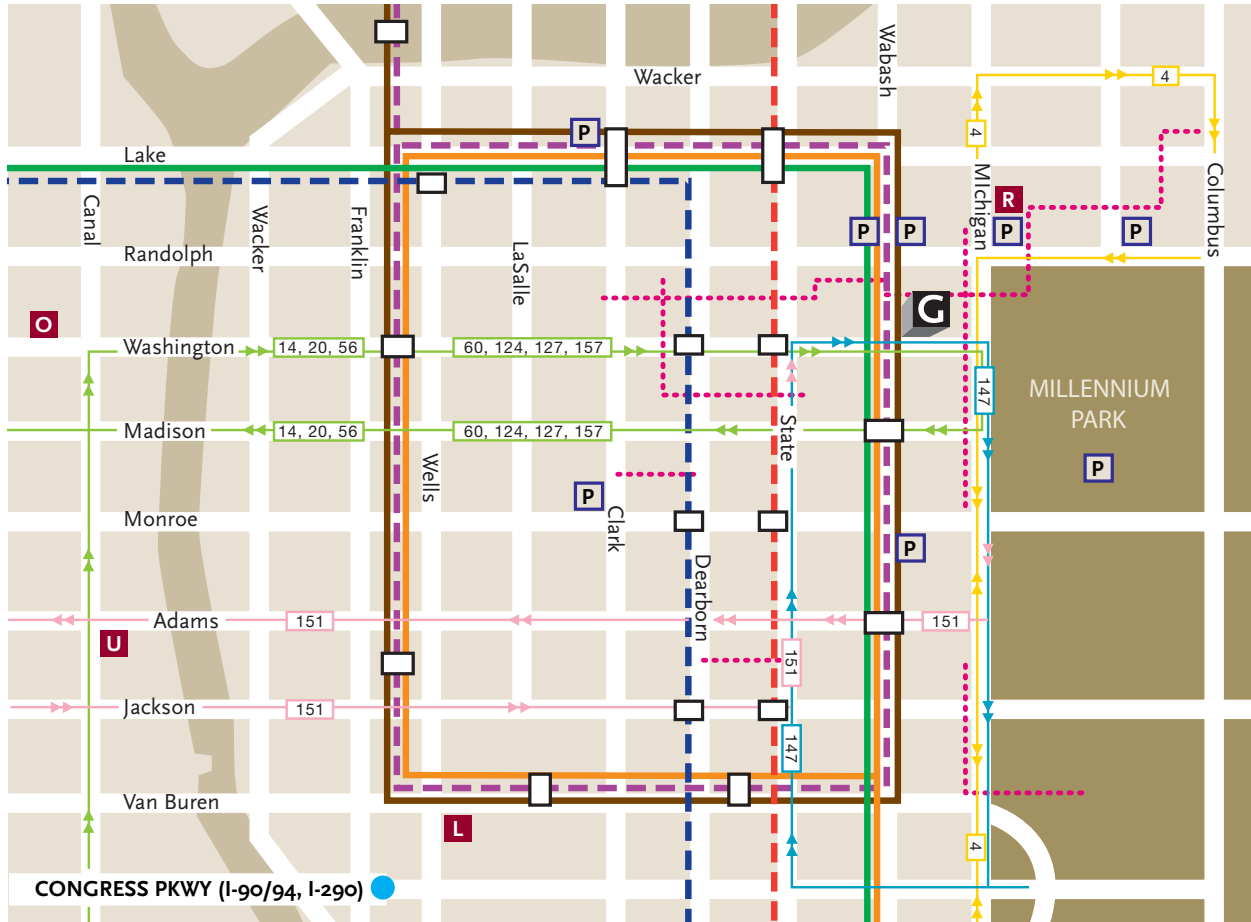 Wacker
Wabash
4
4
P
Lake
Canal
Wacker
Franklin
LaSalle
MIchigan
R
Columbus
P
P
P
P
Randolph
G
O
Washington
14, 20, 56
60, 124, 127, 157
147
MILLENNIUM
PARK
Madison
14, 20, 56
60, 124, 127, 157
State
Wells
P
P
Clark
Monroe
Dearborn
P
Adams
151
151
U
151
Jackson
151
147
Van Buren
L
4
CONGRESS PKWY (I-90/94, I-290)